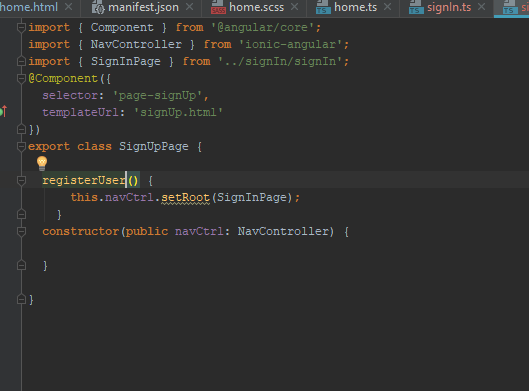 home.html manifest.json home.scss home.ts signIn.ts
import { Component } from '@angular/core';
import { NavController } from 'ionic-angular';
import { SignInPage } from '../signIn/signIn';
@Component({
  selector: 'page-signUp',
  templateUrl: 'signUp.html'
})
export class SignUpPage {
  registerUser() {
      this.navCtrl.setRoot(SignInPage);
    }
  constructor(public navCtrl: NavController) {
  }
}